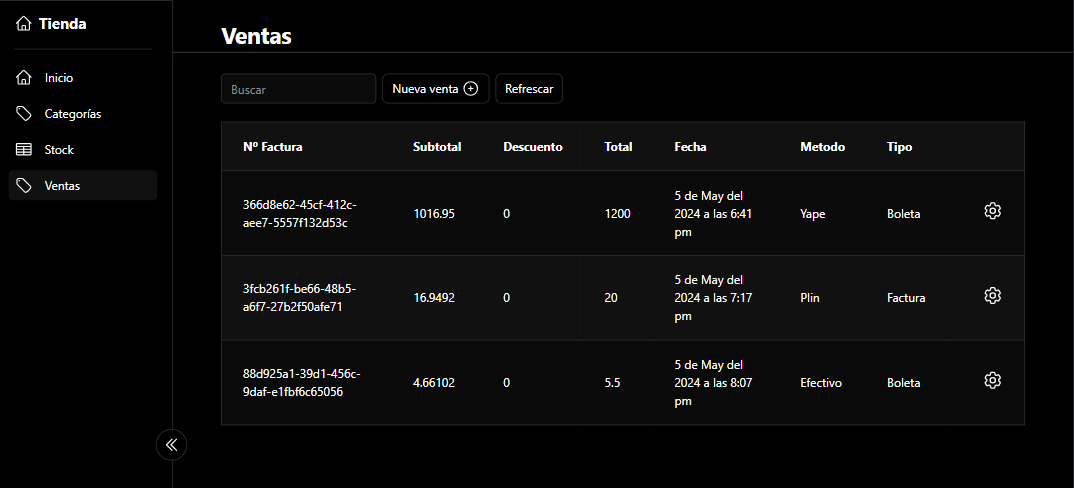 Tienda
Inicio
Categorías
Stock
Ventas
Ventas
Buscar
Nueva venta
Refrescar
Nº Factura Subtotal Descuento Total Fecha Metodo Tipo
366d8e62-45cf-412c-
aee7-5557f132d53c
1016.95 0 1200
5 de May del
2024 a las 6:41
pm
Yape Boleta
3fcb261f-be66-48b5-
a6f7-27b2f50afe71
16.9492 0 20
5 de May del
2024 a las 7:17
pm
Plin Factura
88d925a1-39d1-456c-
9daf-e1fbf6c65056
4.66102 0 5.5
5 de May del
2024 a las 8:07
pm
Efectivo Boleta